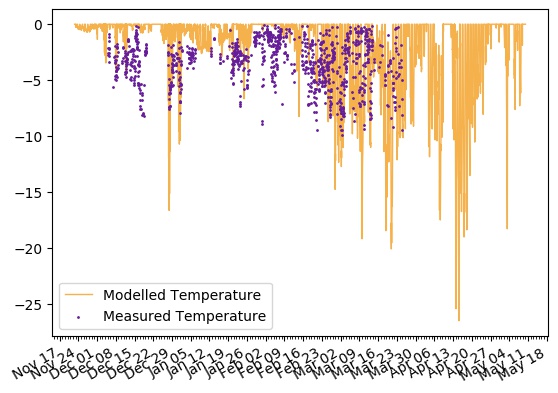 0
−5
−10
−15
−20
−25
Modelled Temperature
Measured Temperature
Nov 17
Nov 24
Dec 01
Dec 08
Dec 15
Dec 22
Dec 29
Jan 05
Jan 12
Jan 19
Jan 26
Feb 02
Feb 09
Feb 16
Feb 23
Mar 02
Mar 09
Mar 16
Mar 23
Mar 30
Apr 06
Apr 13
Apr 20
Apr 27
May 04
May 11
May 18